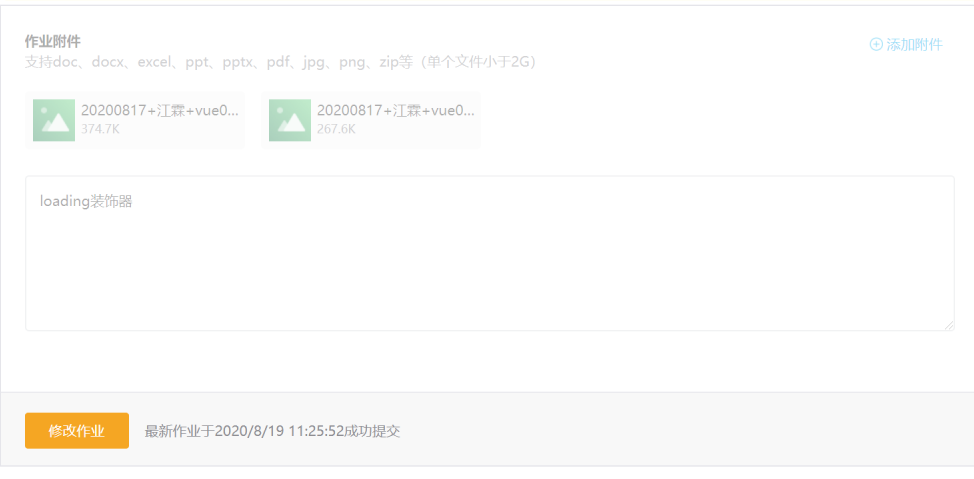 作业附件
添加附件
支持doc、docx、excel、ppt、pptx、pdf、jpg、png、zip等（单个文件小于2G）
20200817+江霖+vue0...
374.7K
20200817+江霖+vue0...
267.6K
loading装饰器
修改作业
最新作业于2020/8/19 11:25:52成功提交